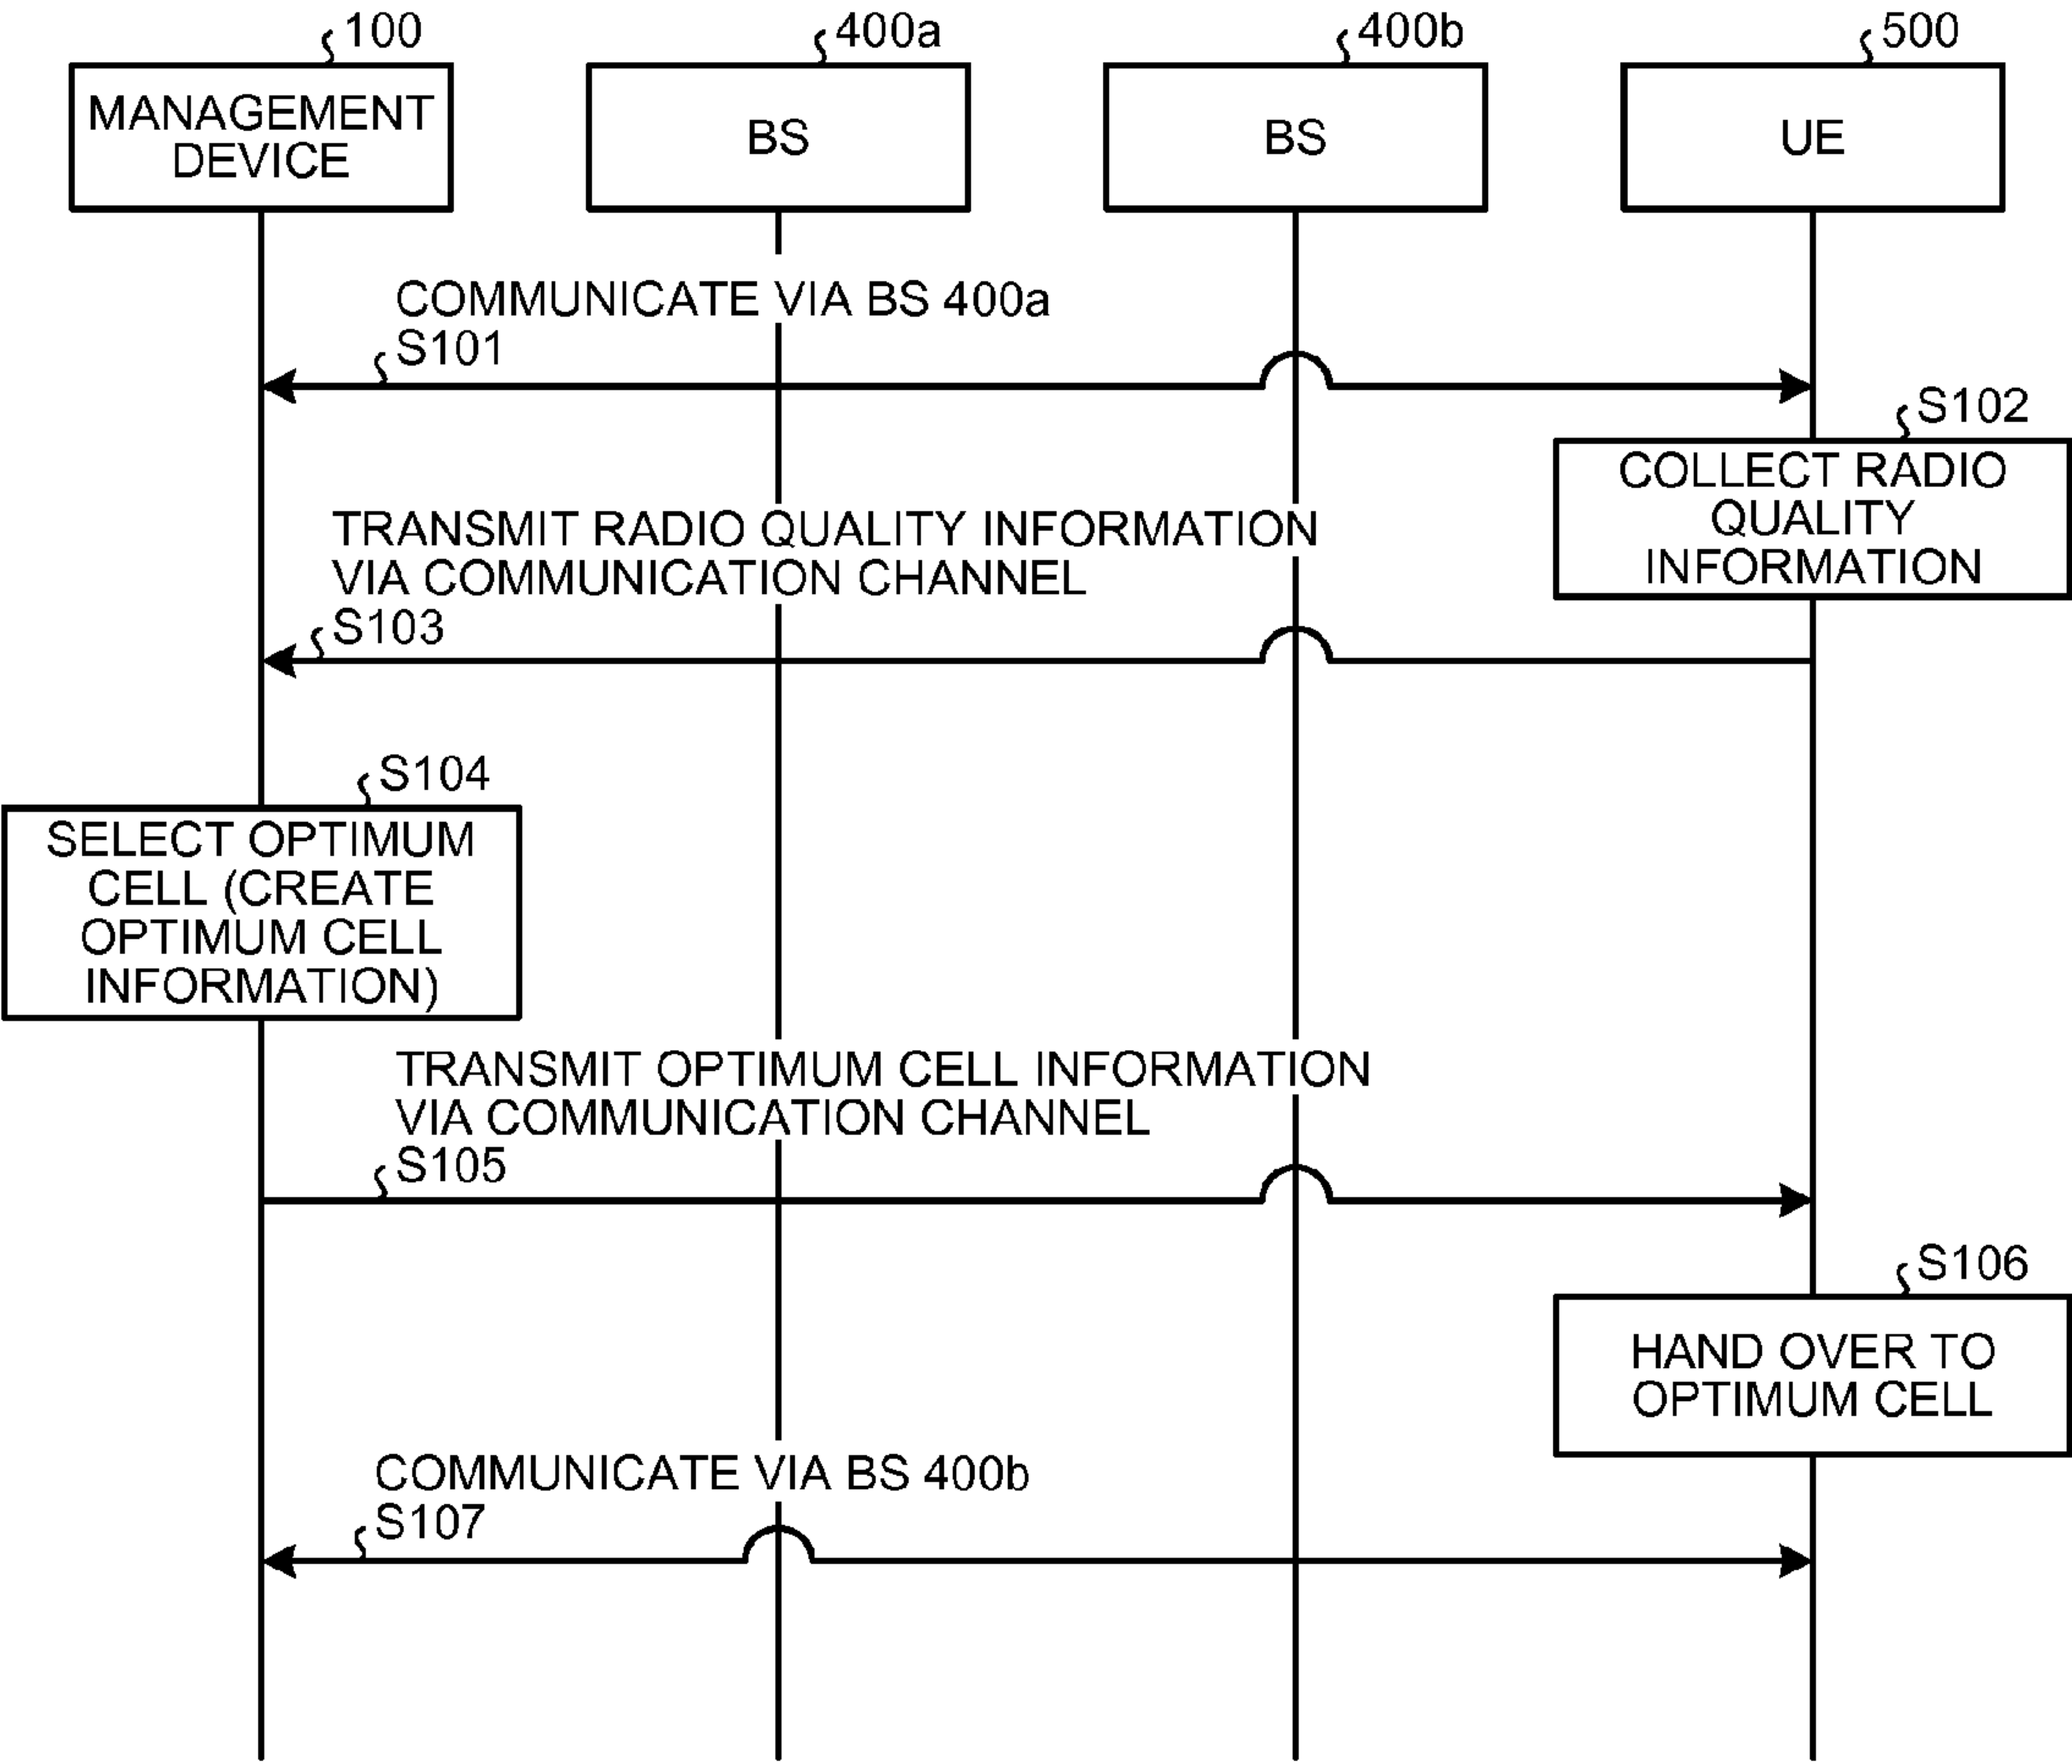 100
400a
400b
500
MANAGEMENT
DEVICE
BS
BS
UE
COMMUNICATE VIA BS 400a
S101
S102
COLLECT RADIO
QUALITY
INFORMATION
TRANSMIT RADIO QUALITY INFORMATION
VIA COMMUNICATION CHANNEL
S103
S104
SELECT OPTIMUM
CELL (CREATE
OPTIMUM CELL
INFORMATION)
TRANSMIT OPTIMUM CELL INFORMATION
VIA COMMUNICATION CHANNEL
S105
S106
HAND OVER TO
OPTIMUM CELL
COMMUNICATE VIA BS 400b
S107